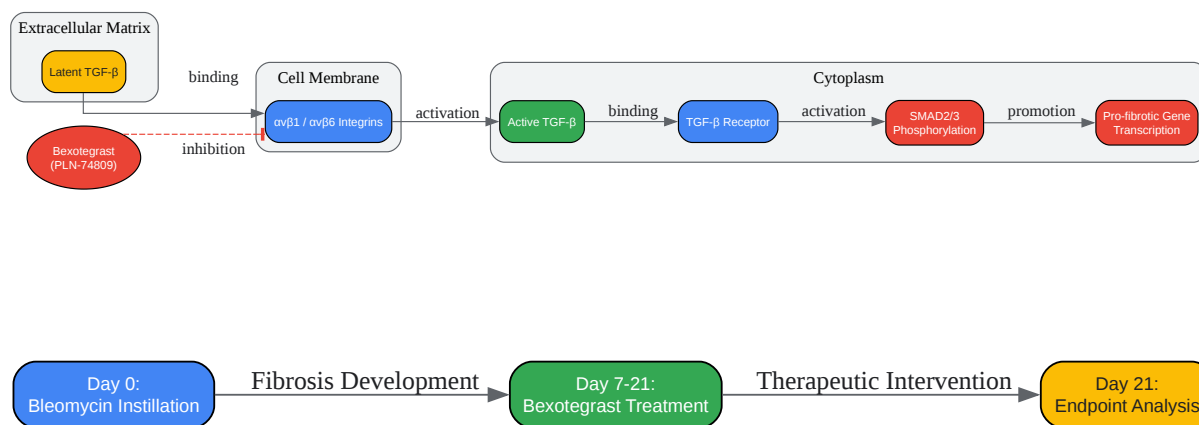 Extracellular Matrix
Latent TGF-β
binding
Cell Membrane
αvβ1 / αvβ6 Integrins
inhibition
Bexotegrast
(PLN-74809)
activation
Cytoplasm
Active TGF-β
binding
TGF-β Receptor
activation
SMAD2/3
Phosphorylation
promotion
Pro-fibrotic Gene
Transcription
Day 0:
Bleomycin Instillation
Fibrosis Development
Day 7-21:
Bexotegrast Treatment
Therapeutic Intervention
Day 21:
Endpoint Analysis